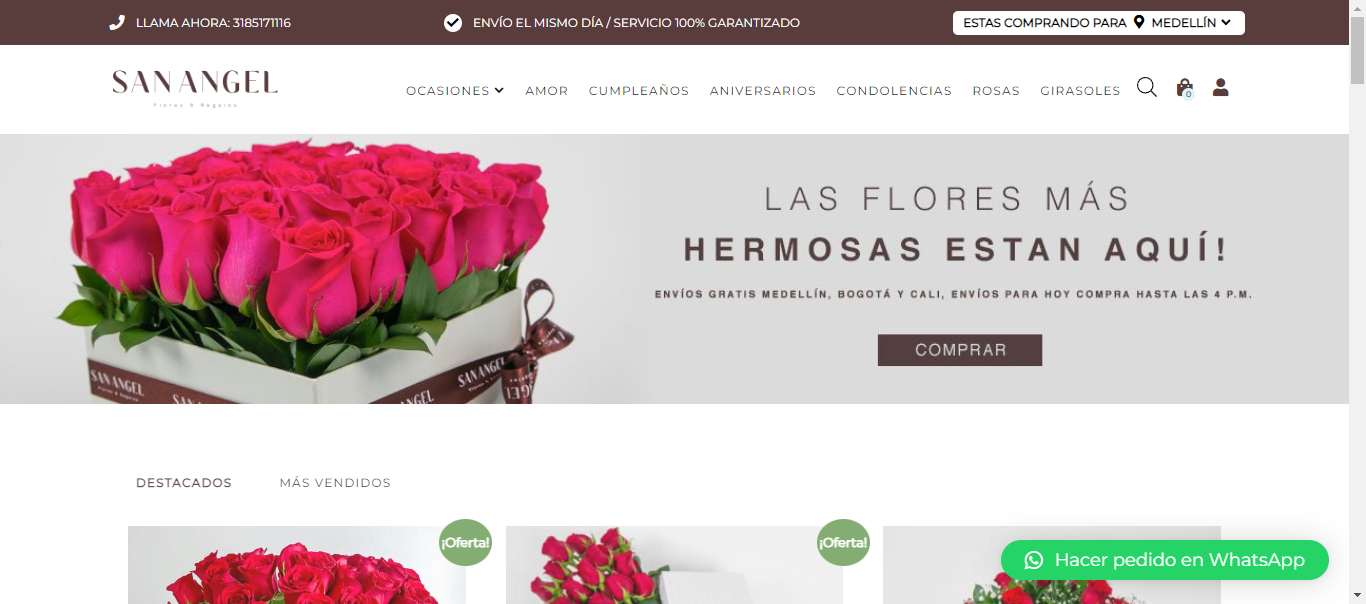 LLAMA AHORA: 3185171116
ENVÍO EL MISMO DÍA / SERVICIO 100% GARANTIZADO
ESTAS COMPRANDO PARA MEDELLÍN
SAN ANGEL
Flores & Regalos
OCASIONES AMOR CUMPLEAÑOS ANIVERSARIOS CONDOLENCIAS ROSAS GIRASOLES
0
LAS FLORES MÁS
HERMOSAS ESTAN AQUÍ!
ENVÍOS GRATIS MEDELLÍN, BOGOTÁ Y CALI, ENVÍOS PARA HOY COMPRA HASTA LAS 4 P.M.
COMPRAR
SAN ANGEL
Flores & Regalos
SAN ANGEL
DESTACADOS MÁS VENDIDOS
¡Oferta!
¡Oferta!
Hacer pedido en WhatsApp